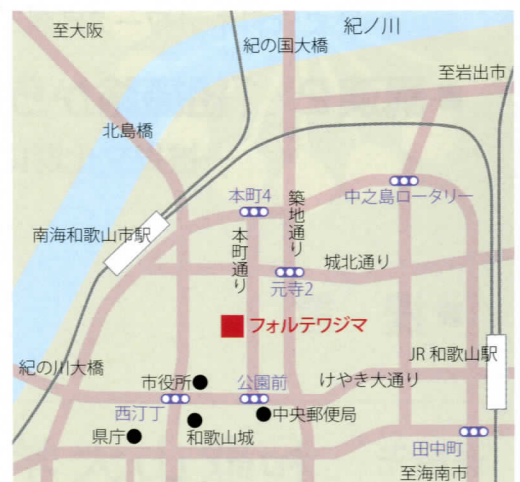 至大阪
紀ノ川
紀の国大橋
至岩出市
北島橋
本町4
築地通り
中之島ロータリー
南海和歌山市駅
本町通り
城北通り
元寺2
フォルテワジマ
JR和歌山駅
紀の川大橋
市役所
公園前
けやき大通り
西汀丁
中央郵便局
県庁
和歌山城
田中町
至海南市